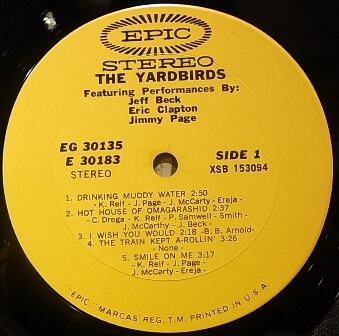 EPIC
STEREO
THE YARDBIRDS
Featuring Performances By:
Jeff Beck
Eric Clapton
Jimmy Page
EG 30135
E 30183
STEREO
SIDE 1
XSB 153094
1. DRINKING MUDDY WATER 2:50
- K. Relf - J. Page - J. McCarty - Ereja -
2. HOT HOUSE OF OMAGARASHID 2:37
- C. Drega - K. Relf - P. Samwell - Smith -
J. McCarthy - J. Beck -
3. I WISH YOU WOULD 2:18 -B. B. Arnold-
4. THE TRAIN KEPT A-ROLLIN' 3:26
- None -
5. SMILE ON ME 3:17
- K. Relf - J. Page -
J. McCarty - Ereja -
"EPIC, MARCAS REG. T.M. PRINTED IN U.S.A.